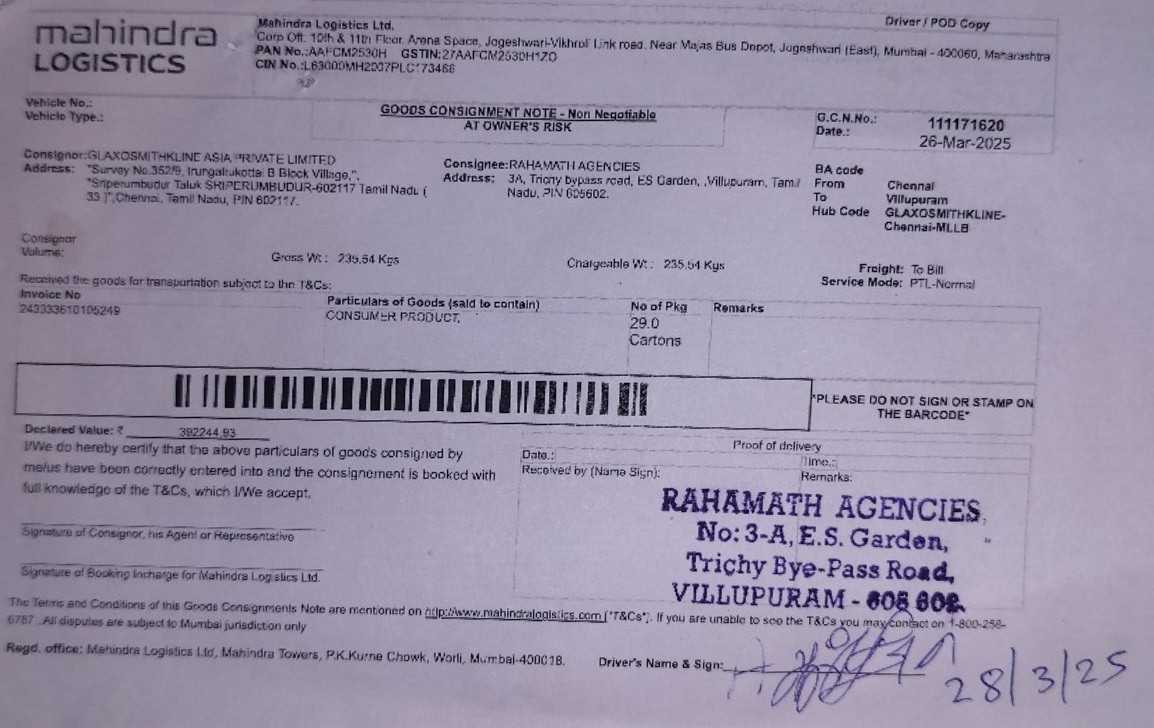 mahindra
LOGISTICS
Mahindra Logistics Ltd.
Driver / POD Copy
Corp Off. 10th & 11th Floor, Arena Space, Jogeshwari-Vikhroli Link road, Near Majas Bus Depot, Jogeshwari (East), Mumbai - 400060, Maharashtra
PAN No.:AAFCM2530H GSTIN:27AAFCM2530H1ZO
CIN No.:L63000MH2007PLC173466
Vehicle No.:
Vehicle Type.:
GOODS CONSIGNMENT NOTE - Non Negotiable
AT OWNER'S RISK
G.C.N.No.: 111171620
Date.: 26-Mar-2025
Consignor:GLAXOSMITHKLINE ASIA PRIVATE LIMITED
Address: "Survey No.352/9, Irungattukottai B Block Village,",
"Sriperumbudur Taluk SRIPERUMBUDUR-602117 Tamil Nadu (
33 )",Chennai, Tamil Nadu, PIN 602117.
Consignee:RAHAMATH AGENCIES
Address: 3A, Trichy bypass road, ES Garden, ,Villupuram, Tamil
Nadu, PIN 605602.
BA code
From Chennai
To Villupuram
Hub Code GLAXOSMITHKLINE-
Chennai-MLLB
Consignor
Volume:
Gross Wt : 235.54 Kgs
Chargeable Wt : 235.54 Kgs
Freight: To Bill
Service Mode: PTL-Normal
Received the goods for transportation subject to the T&Cs:
Invoice No
243333610105249
Particulars of Goods (said to contain)
CONSUMER PRODUCT,
No of Pkg
29.0
Cartons
Remarks
*PLEASE DO NOT SIGN OR STAMP ON
THE BARCODE*
Declared Value: ₹ 392244.93
I/We do hereby certify that the above particulars of goods consigned by
me/us have been correctly entered into and the consignement is booked with
full knowledge of the T&Cs, which I/We accept.
Signature of Consignor, his Agent or Representative
Signature of Booking Incharge for Mahindra Logistics Ltd.
Proof of delivery
Date.:
Time.:
Received by (Name Sign):
Remarks:
RAHAMATH AGENCIES,
No: 3-A, E.S. Garden,
Trichy Bye-Pass Road,
VILLUPURAM - 605 602.
The Terms and Conditions of this Goods Consignments Note are mentioned on http://www.mahindralogistics.com ["T&Cs"]. If you are unable to see the T&Cs you may contact on 1-800-258-
6787 . All disputes are subject to Mumbai jurisdiction only
Regd. office: Mahindra Logistics Ltd, Mahindra Towers, P.K.Kurne Chowk, Worli, Mumbai-400018.
Driver's Name & Sign:
28/3/25